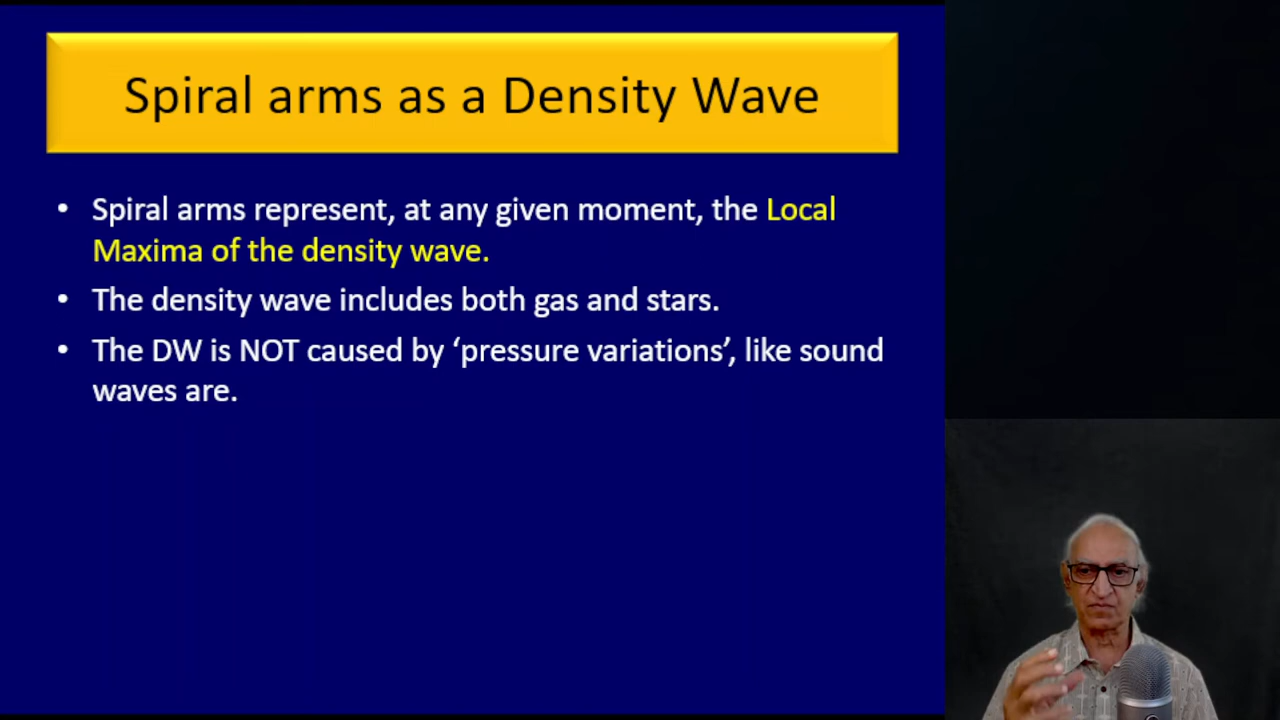 Spiral arms as a Density Wave
• Spiral arms represent, at any given moment, the Local
Maxima of the density wave.
• The density wave includes both gas and stars.
• The DW is NOT caused by ‘pressure variations’, like sound
waves are.